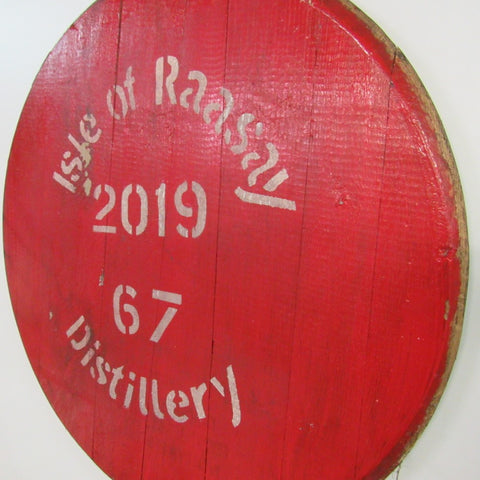 Isle of Raasay
2019
'67
Distillery